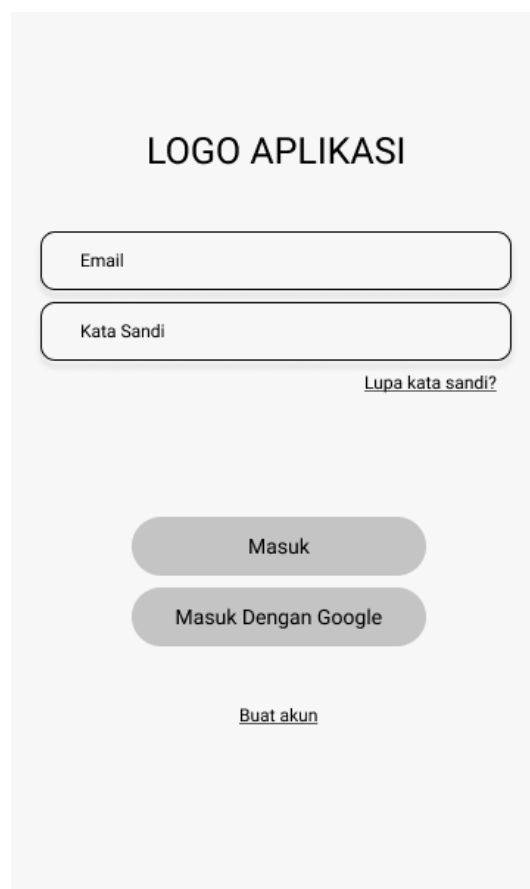 LOGO APLIKASI
Email
Kata Sandi
Lupa kata sandi?
Masuk
Masuk Dengan Google
Buat akun